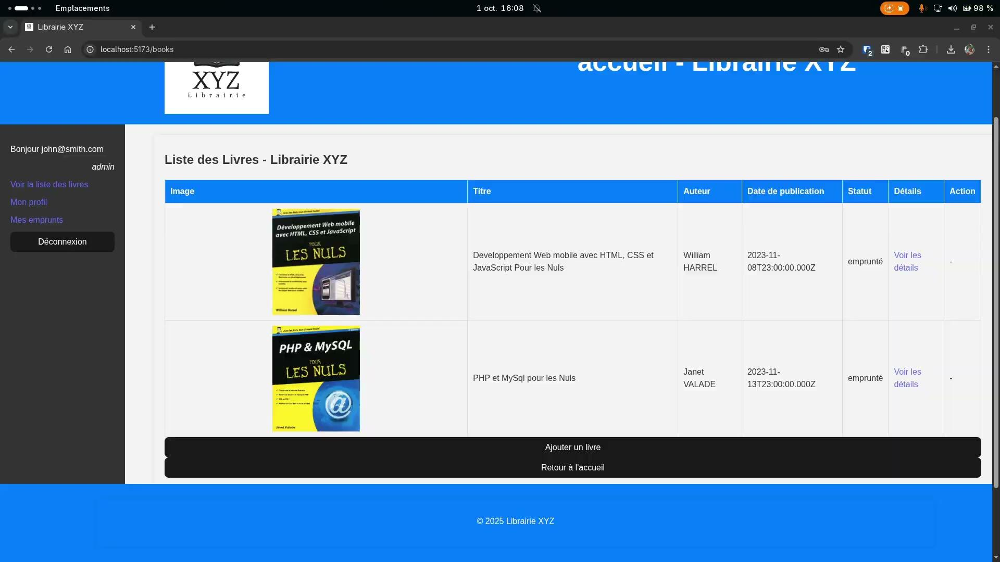 Emplacements
1 oct. 16:08
98 %
Librairie XYZ
localhost:5173/books
2
0
accueil - Librairie XYZ
XYZ
Librairie
Bonjour john@smith.com
admin
Voir la liste des livres
Mon profil
Mes emprunts
Déconnexion
Liste des Livres - Librairie XYZ
Image Titre Auteur Date de publication Statut Détails Action
Développement Web mobile
avec HTML, CSS et JavaScript
POUR
LES NULS
William Harrel
Developpement Web mobile avec HTML, CSS et
JavaScript Pour les Nuls
William
HARREL
2023-11-
08T23:00:00.000Z
emprunté
Voir les
détails
-
PHP & MySQL
POUR
LES NULS
Janet Valade
PHP et MySql pour les Nuls
Janet
VALADE
2023-11-
13T23:00:00.000Z
emprunté
Voir les
détails
-
Ajouter un livre
Retour à l'accueil
© 2025 Librairie XYZ